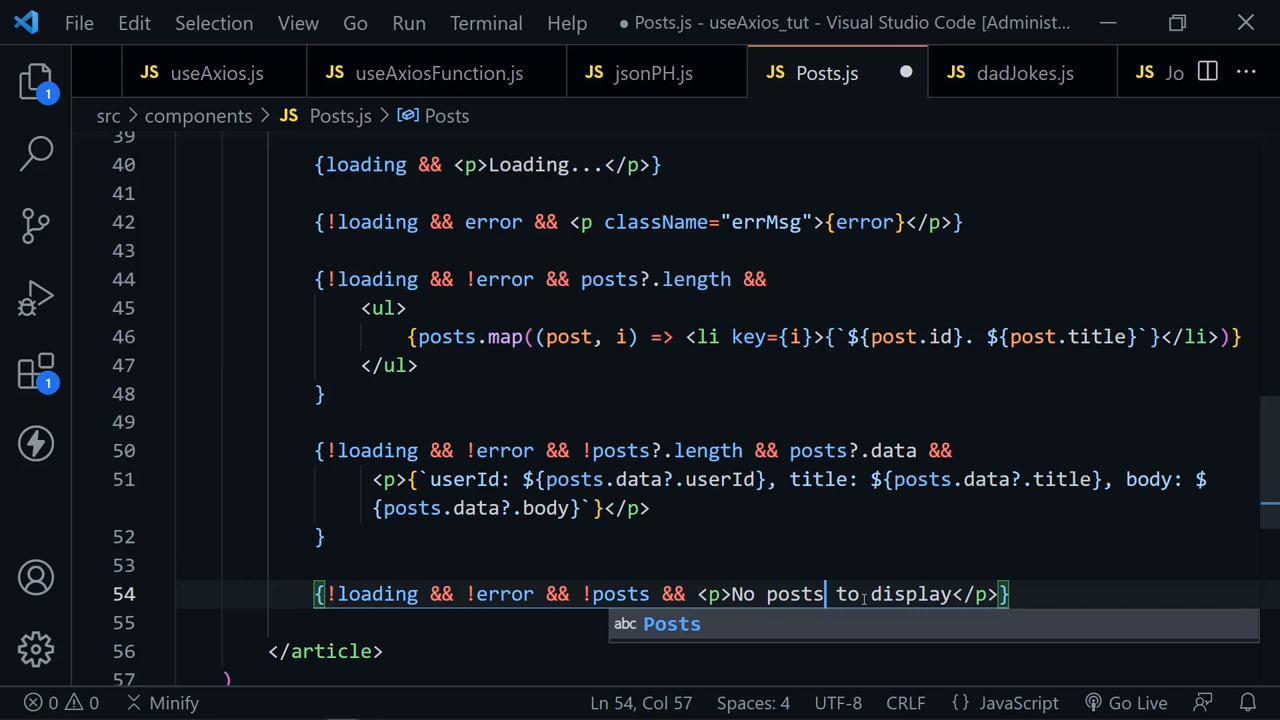 File Edit Selection View Go Run Terminal Help ● Posts.js - useAxios_tut - Visual Studio Code [Administ...
JS useAxios.js JS useAxiosFunction.js JS jsonPH.js JS Posts.js ● JS dadJokes.js JS Jo ···
src > components > JS Posts.js > Posts
39
40 {loading && <p>Loading...</p>}
41
42 {!loading && error && <p className="errMsg">{error}</p>}
43
44 {!loading && !error && posts?.length &&
45 <ul>
46 {posts.map((post, i) => <li key={i}>{`${post.id}. ${post.title}`}</li>)}
47 </ul>
48 }
49
50 {!loading && !error && !posts?.length && posts?.data &&
51 <p>{`userId: ${posts.data?.userId}, title: ${posts.data?.title}, body: $
{posts.data?.body}`}</p>
52 }
53
54 {!loading && !error && !posts && <p>No posts to display</p>}
abc Posts
55
56 </article>
57 )
1
1
0 0 Minify Ln 54, Col 57 Spaces: 4 UTF-8 CRLF {} JavaScript Go Live